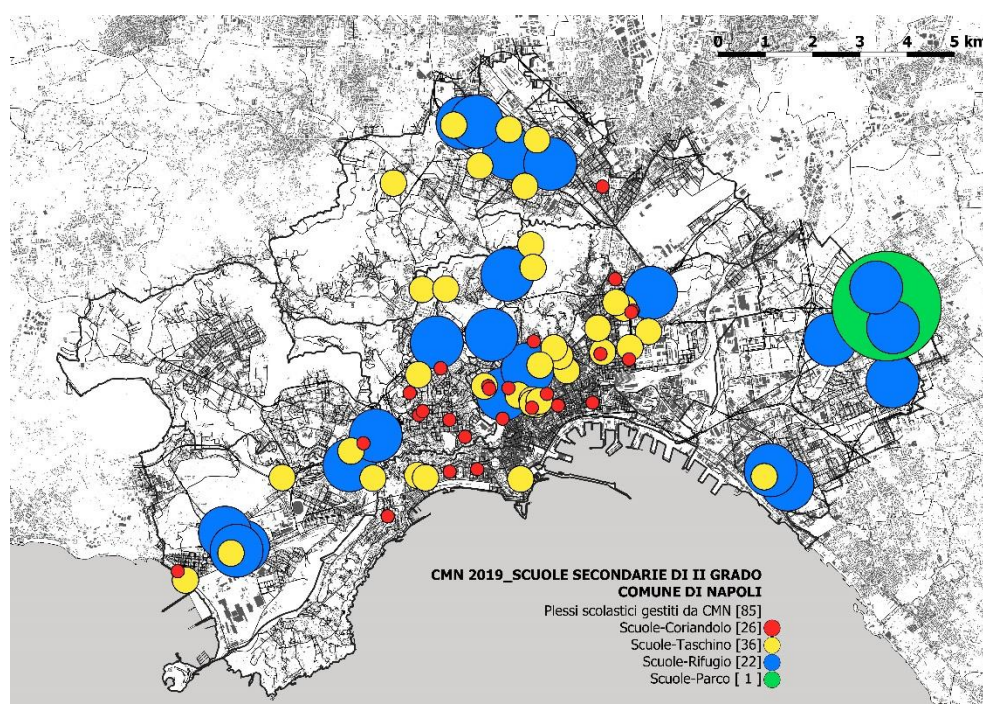 0 1 2 3 4 5 km
CMN 2019_SCUOLE SECONDARIE DI II GRADO
COMUNE DI NAPOLI
Plessi scolastici gestiti da CMN [85]
Scuole-Coriandolo [26]
Scuole-Taschino [36]
Scuole-Rifugio [22]
Scuole-Parco [ 1 ]